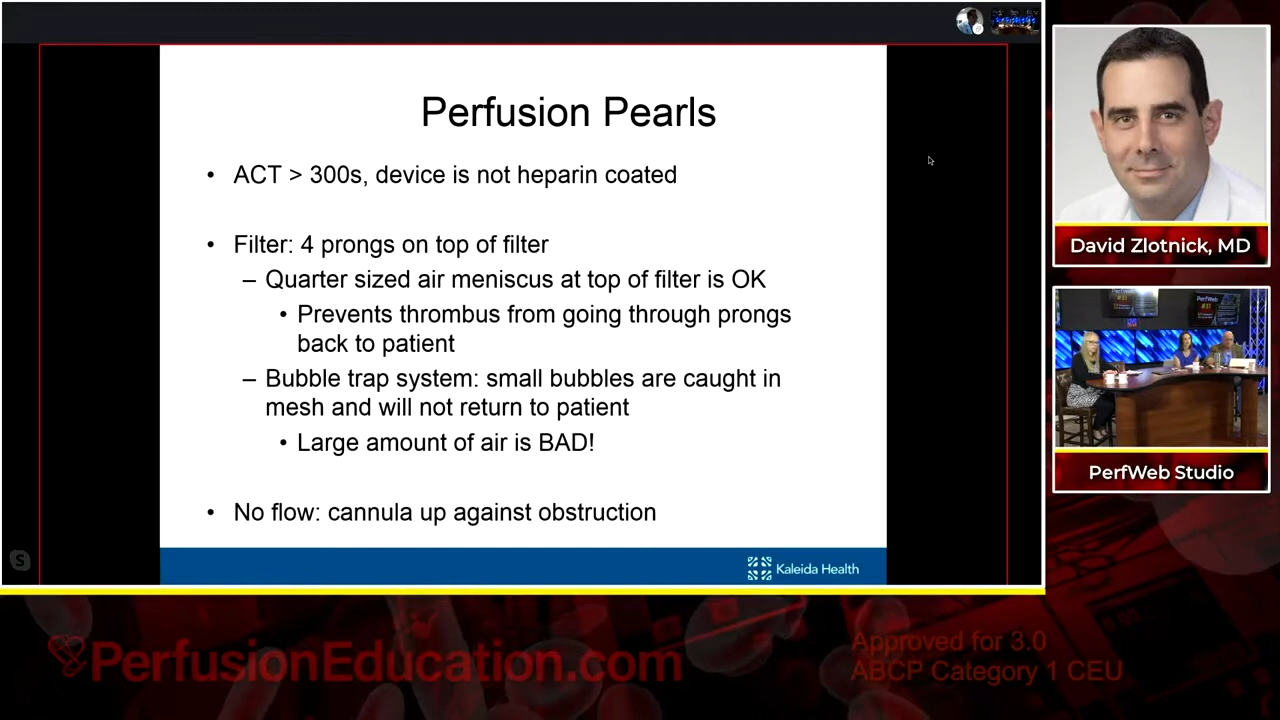 Perfusion Pearls
• ACT > 300s, device is not heparin coated
• Filter: 4 prongs on top of filter
– Quarter sized air meniscus at top of filter is OK
• Prevents thrombus from going through prongs
back to patient
– Bubble trap system: small bubbles are caught in
mesh and will not return to patient
• Large amount of air is BAD!
• No flow: cannula up against obstruction
Kaleida Health
David Zlotnick, MD
PerfWeb Studio
PerfusionEducation.com
Approved for 3.0
ABCP Category 1 CEU